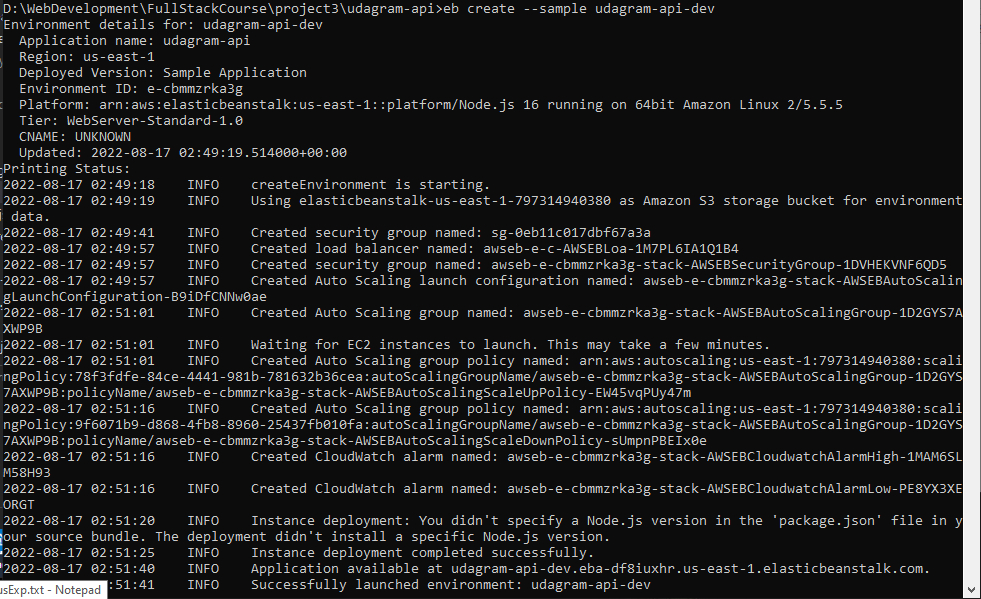 D:\WebDevelopment\FullStackCourse\project3\udagram-api>eb create --sample udagram-api-dev
Environment details for: udagram-api-dev
  Application name: udagram-api
  Region: us-east-1
  Deployed Version: Sample Application
  Environment ID: e-cbmmzrka3g
  Platform: arn:aws:elasticbeanstalk:us-east-1::platform/Node.js 16 running on 64bit Amazon Linux 2/5.5.5
  Tier: WebServer-Standard-1.0
  CNAME: UNKNOWN
  Updated: 2022-08-17 02:49:19.514000+00:00
Printing Status:
2022-08-17 02:49:18    INFO    createEnvironment is starting.
2022-08-17 02:49:19    INFO    Using elasticbeanstalk-us-east-1-797314940380 as Amazon S3 storage bucket for environment
 data.
2022-08-17 02:49:41    INFO    Created security group named: sg-0eb11c017dbf67a3a
2022-08-17 02:49:57    INFO    Created load balancer named: awseb-e-c-AWSEBLoa-1M7PL6IA1Q1B4
2022-08-17 02:49:57    INFO    Created security group named: awseb-e-cbmmzrka3g-stack-AWSEBSecurityGroup-1DVHEKVNF6QD5
2022-08-17 02:49:57    INFO    Created Auto Scaling launch configuration named: awseb-e-cbmmzrka3g-stack-AWSEBAutoScalin
gLaunchConfiguration-B9iDfCNNw0ae
2022-08-17 02:51:01    INFO    Created Auto Scaling group named: awseb-e-cbmmzrka3g-stack-AWSEBAutoScalingGroup-1D2GYS7A
XWP9B
2022-08-17 02:51:01    INFO    Waiting for EC2 instances to launch. This may take a few minutes.
2022-08-17 02:51:01    INFO    Created Auto Scaling group policy named: arn:aws:autoscaling:us-east-1:797314940380:scali
ngPolicy:78f3fdfe-84ce-4441-981b-781632b36cea:autoScalingGroupName/awseb-e-cbmmzrka3g-stack-AWSEBAutoScalingGroup-1D2GYS
7AXWP9B:policyName/awseb-e-cbmmzrka3g-stack-AWSEBAutoScalingScaleUpPolicy-EW45vqPUy47m
2022-08-17 02:51:16    INFO    Created Auto Scaling group policy named: arn:aws:autoscaling:us-east-1:797314940380:scali
ngPolicy:9f6071b9-d868-4fb8-8960-25437fb010fa:autoScalingGroupName/awseb-e-cbmmzrka3g-stack-AWSEBAutoScalingGroup-1D2GYS
7AXWP9B:policyName/awseb-e-cbmmzrka3g-stack-AWSEBAutoScalingScaleDownPolicy-sUmpnPBEIx0e
2022-08-17 02:51:16    INFO    Created CloudWatch alarm named: awseb-e-cbmmzrka3g-stack-AWSEBCloudwatchAlarmHigh-1MAM6SL
M58H93
2022-08-17 02:51:16    INFO    Created CloudWatch alarm named: awseb-e-cbmmzrka3g-stack-AWSEBCloudwatchAlarmLow-PE8YX3XE
ORGT
2022-08-17 02:51:20    INFO    Instance deployment: You didn't specify a Node.js version in the 'package.json' file in y
our source bundle. The deployment didn't install a specific Node.js version.
2022-08-17 02:51:25    INFO    Instance deployment completed successfully.
2022-08-17 02:51:40    INFO    Application available at udagram-api-dev.eba-df8iuxhr.us-east-1.elasticbeanstalk.com.
:51:41    INFO    Successfully launched environment: udagram-api-dev
usExp.txt - Notepad